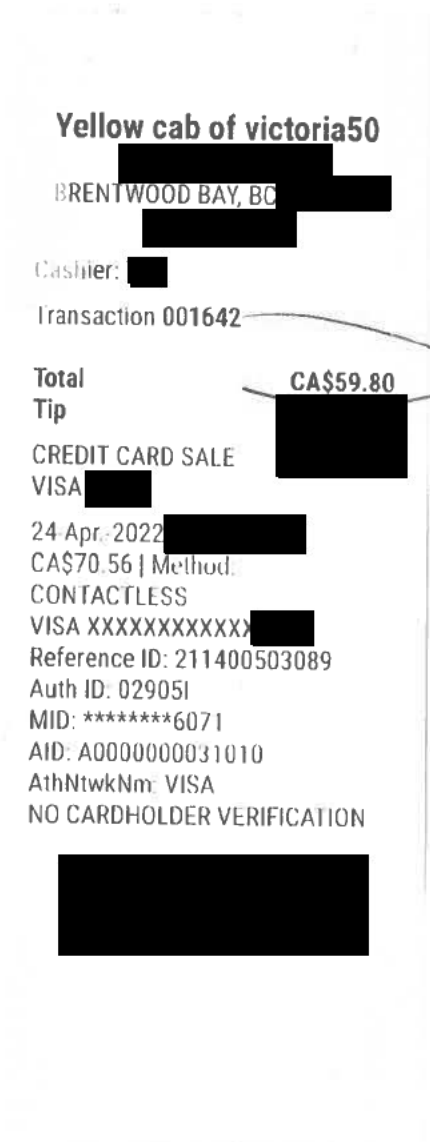 Yellow cab of victoria50
BRENTWOOD BAY, BC
Cashier:
Transaction 001642
Total CA$59.80
Tip
CREDIT CARD SALE
VISA
24 Apr. 2022
CA$70.56 | Method:
CONTACTLESS
VISA XXXXXXXXXXXX
Reference ID: 211400503089
Auth ID: 02905I
MID: ********6071
AID: A0000000031010
AthNtwkNm: VISA
NO CARDHOLDER VERIFICATION